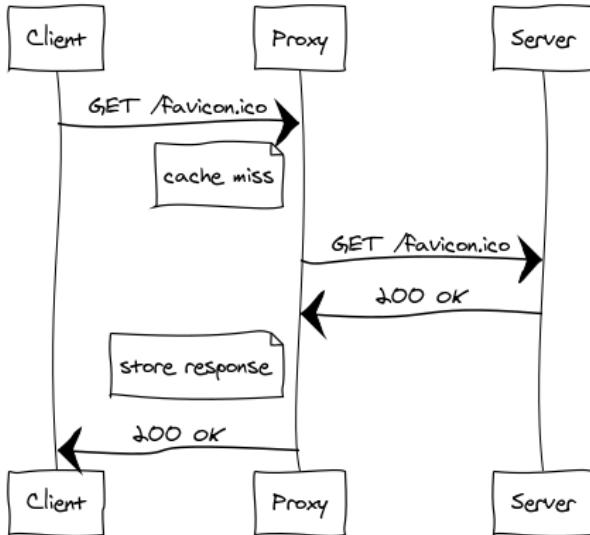 Client
Proxy
Server
GET /favicon.ico
cache miss
GET /favicon.ico
200 OK
store response
200 OK
Client
Proxy
Server